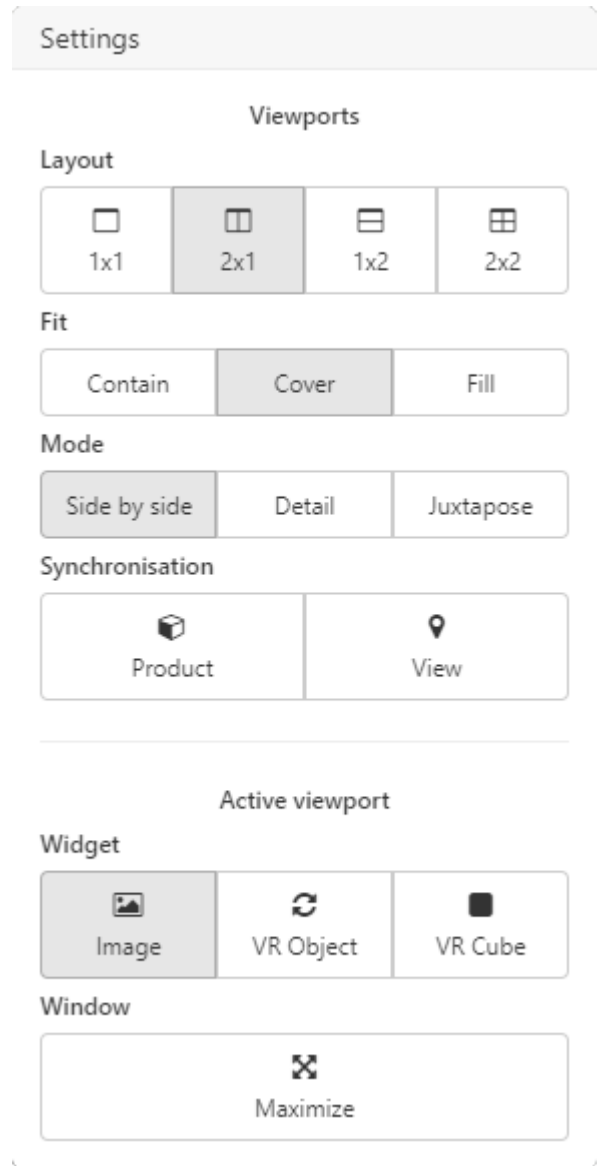 Settings
Viewports
Layout
1x1 2x1 1x2 2x2
Fit
Contain Cover Fill
Mode
Side by side Detail Juxtapose
Synchronisation
Product View
Active viewport
Widget
Image VR Object VR Cube
Window
Maximize